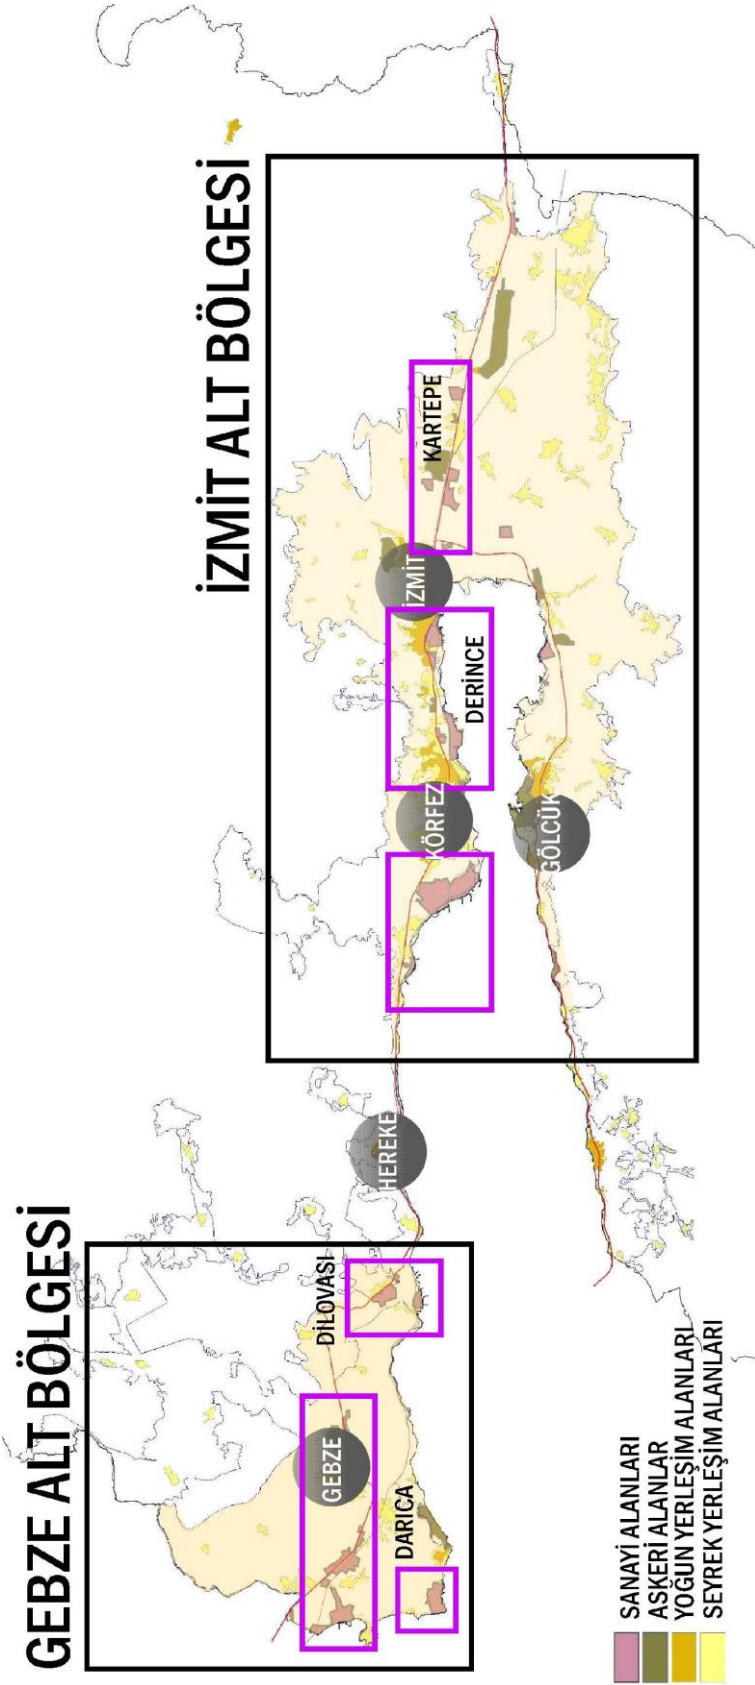 GEBZE ALT BÖLGESİ
İZMİT ALT BÖLGESİ
DİLOVASI
HEREKE
GEBZE
DARICA
KÖRFEZ
İZMİT
KARTEPE
DERİNCE
GÖLCÜK
SANAYİ ALANLARI
ASKERİ ALANLAR
YOĞUN YERLEŞİM ALANLARI
SEYREK YERLEŞİM ALANLARI